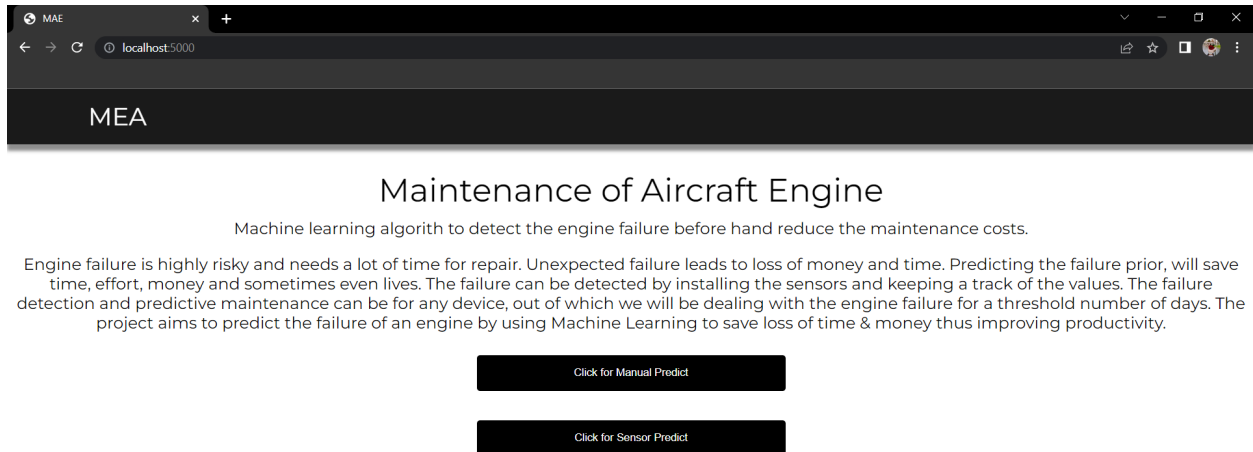 MAE
localhost:5000
MEA
Maintenance of Aircraft Engine
Machine learning algorith to detect the engine failure before hand reduce the maintenance costs.
Engine failure is highly risky and needs a lot of time for repair. Unexpected failure leads to loss of money and time. Predicting the failure prior, will save
time, effort, money and sometimes even lives. The failure can be detected by installing the sensors and keeping a track of the values. The failure
detection and predictive maintenance can be for any device, out of which we will be dealing with the engine failure for a threshold number of days. The
project aims to predict the failure of an engine by using Machine Learning to save loss of time & money thus improving productivity.
Click for Manual Predict
Click for Sensor Predict